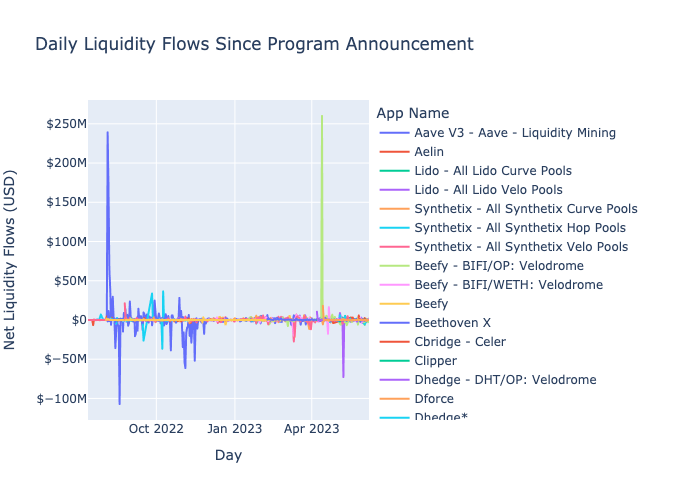 Daily Liquidity Flows Since Program Announcement
App Name
Aave V3 - Aave - Liquidity Mining
Aelin
Lido - All Lido Curve Pools
Lido - All Lido Velo Pools
Synthetix - All Synthetix Curve Pools
Synthetix - All Synthetix Hop Pools
Synthetix - All Synthetix Velo Pools
Beefy - BIFI/OP: Velodrome
Beefy - BIFI/WETH: Velodrome
Beefy
Beethoven X
Cbridge - Celer
Clipper
Dhedge - DHT/OP: Velodrome
Dforce
Dhedge*
$250M
$200M
$150M
$100M
$50M
$0
$−50M
$−100M
Net Liquidity Flows (USD)
Oct 2022
Jan 2023
Apr 2023
Day